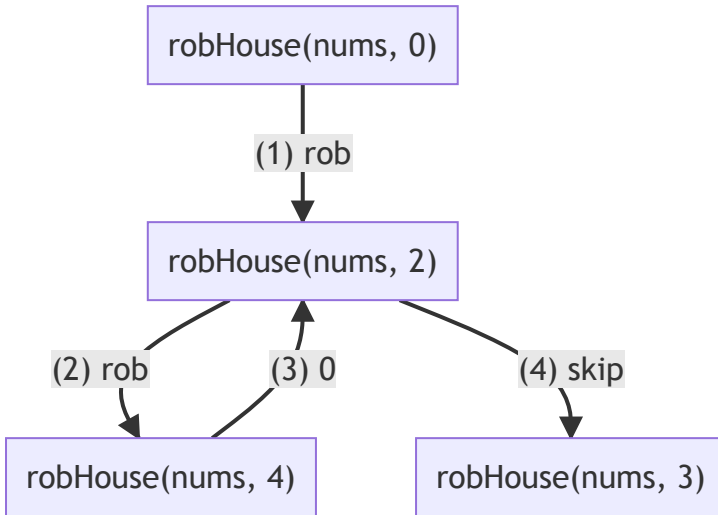 robHouse(nums, 0)
(1) rob
robHouse(nums, 2)
(2) rob
(3) 0
(4) skip
robHouse(nums, 4)
robHouse(nums, 3)